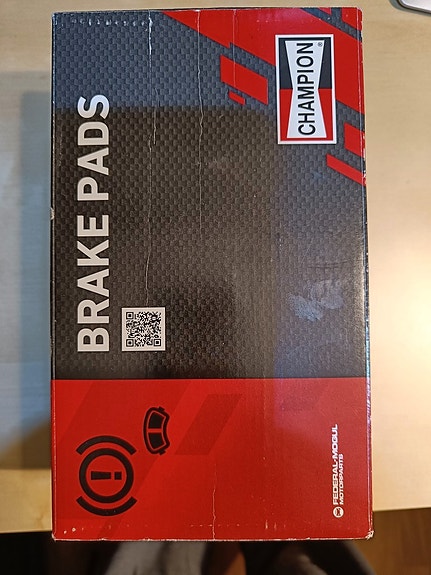 BRAKE PADS
CHAMPION
®
FEDERAL-MOGUL
MOTORPARTS